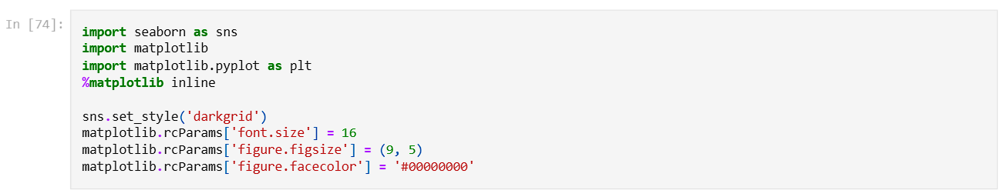 In [74]:
import seaborn as sns
import matplotlib
import matplotlib.pyplot as plt
%matplotlib inline
sns.set_style('darkgrid')
matplotlib.rcParams['font.size'] = 16
matplotlib.rcParams['figure.figsize'] = (9, 5)
matplotlib.rcParams['figure.facecolor'] = '#00000000'